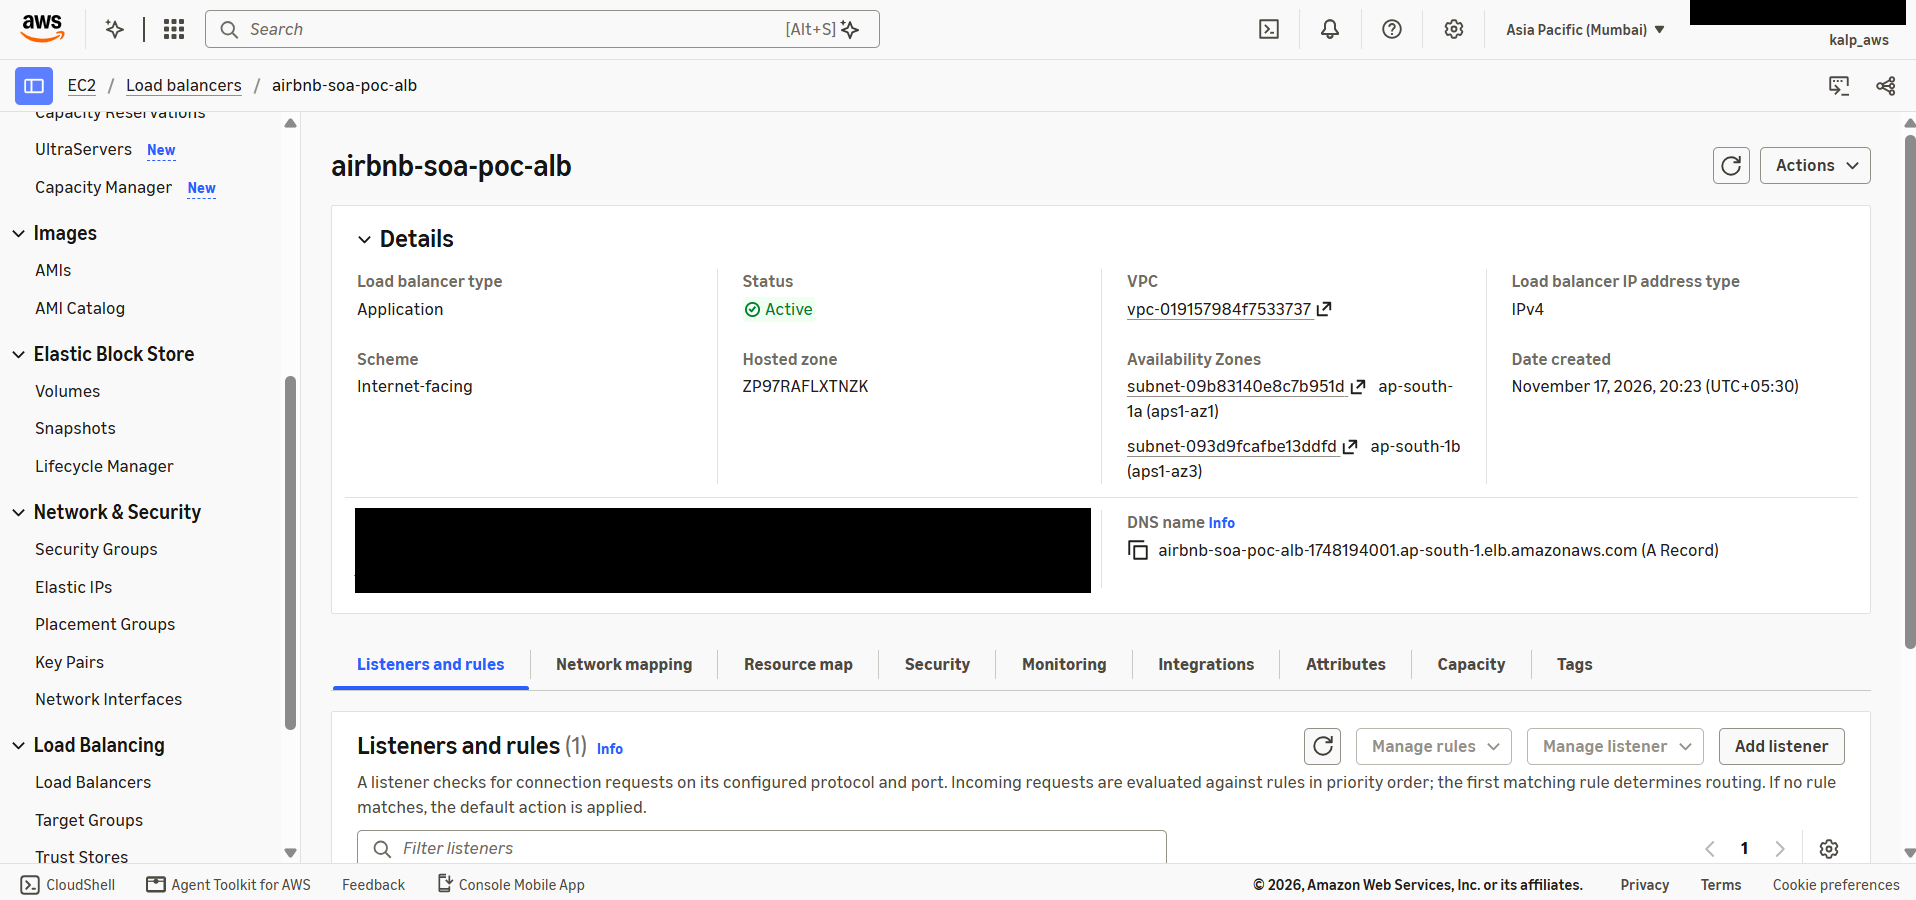 aws
Search [Alt+S]
Asia Pacific (Mumbai)
kalp_aws
EC2 / Load balancers / airbnb-soa-poc-alb
Capacity Reservations
UltraServers New
Capacity Manager New
Images
AMIs
AMI Catalog
Elastic Block Store
Volumes
Snapshots
Lifecycle Manager
Network & Security
Security Groups
Elastic IPs
Placement Groups
Key Pairs
Network Interfaces
Load Balancing
Load Balancers
Target Groups
Trust Stores
airbnb-soa-poc-alb
Actions
Details
Load balancer type
Application
Status
Active
VPC
vpc-019157984f7533737
Load balancer IP address type
IPv4
Scheme
Internet-facing
Hosted zone
ZP97RAFLXTNZK
Availability Zones
subnet-09b83140e8c7b951d ap-south-
1a (aps1-az1)
subnet-093d9fcafbe13ddfd ap-south-1b
(aps1-az3)
Date created
November 17, 2026, 20:23 (UTC+05:30)
DNS name Info
airbnb-soa-poc-alb-1748194001.ap-south-1.elb.amazonaws.com (A Record)
Listeners and rules
Network mapping
Resource map
Security
Monitoring
Integrations
Attributes
Capacity
Tags
Listeners and rules (1) Info
Manage rules
Manage listener
Add listener
A listener checks for connection requests on its configured protocol and port. Incoming requests are evaluated against rules in priority order; the first matching rule determines routing. If no rule
matches, the default action is applied.
Filter listeners
1
CloudShell
Agent Toolkit for AWS
Feedback
Console Mobile App
© 2026, Amazon Web Services, Inc. or its affiliates.
Privacy
Terms
Cookie preferences